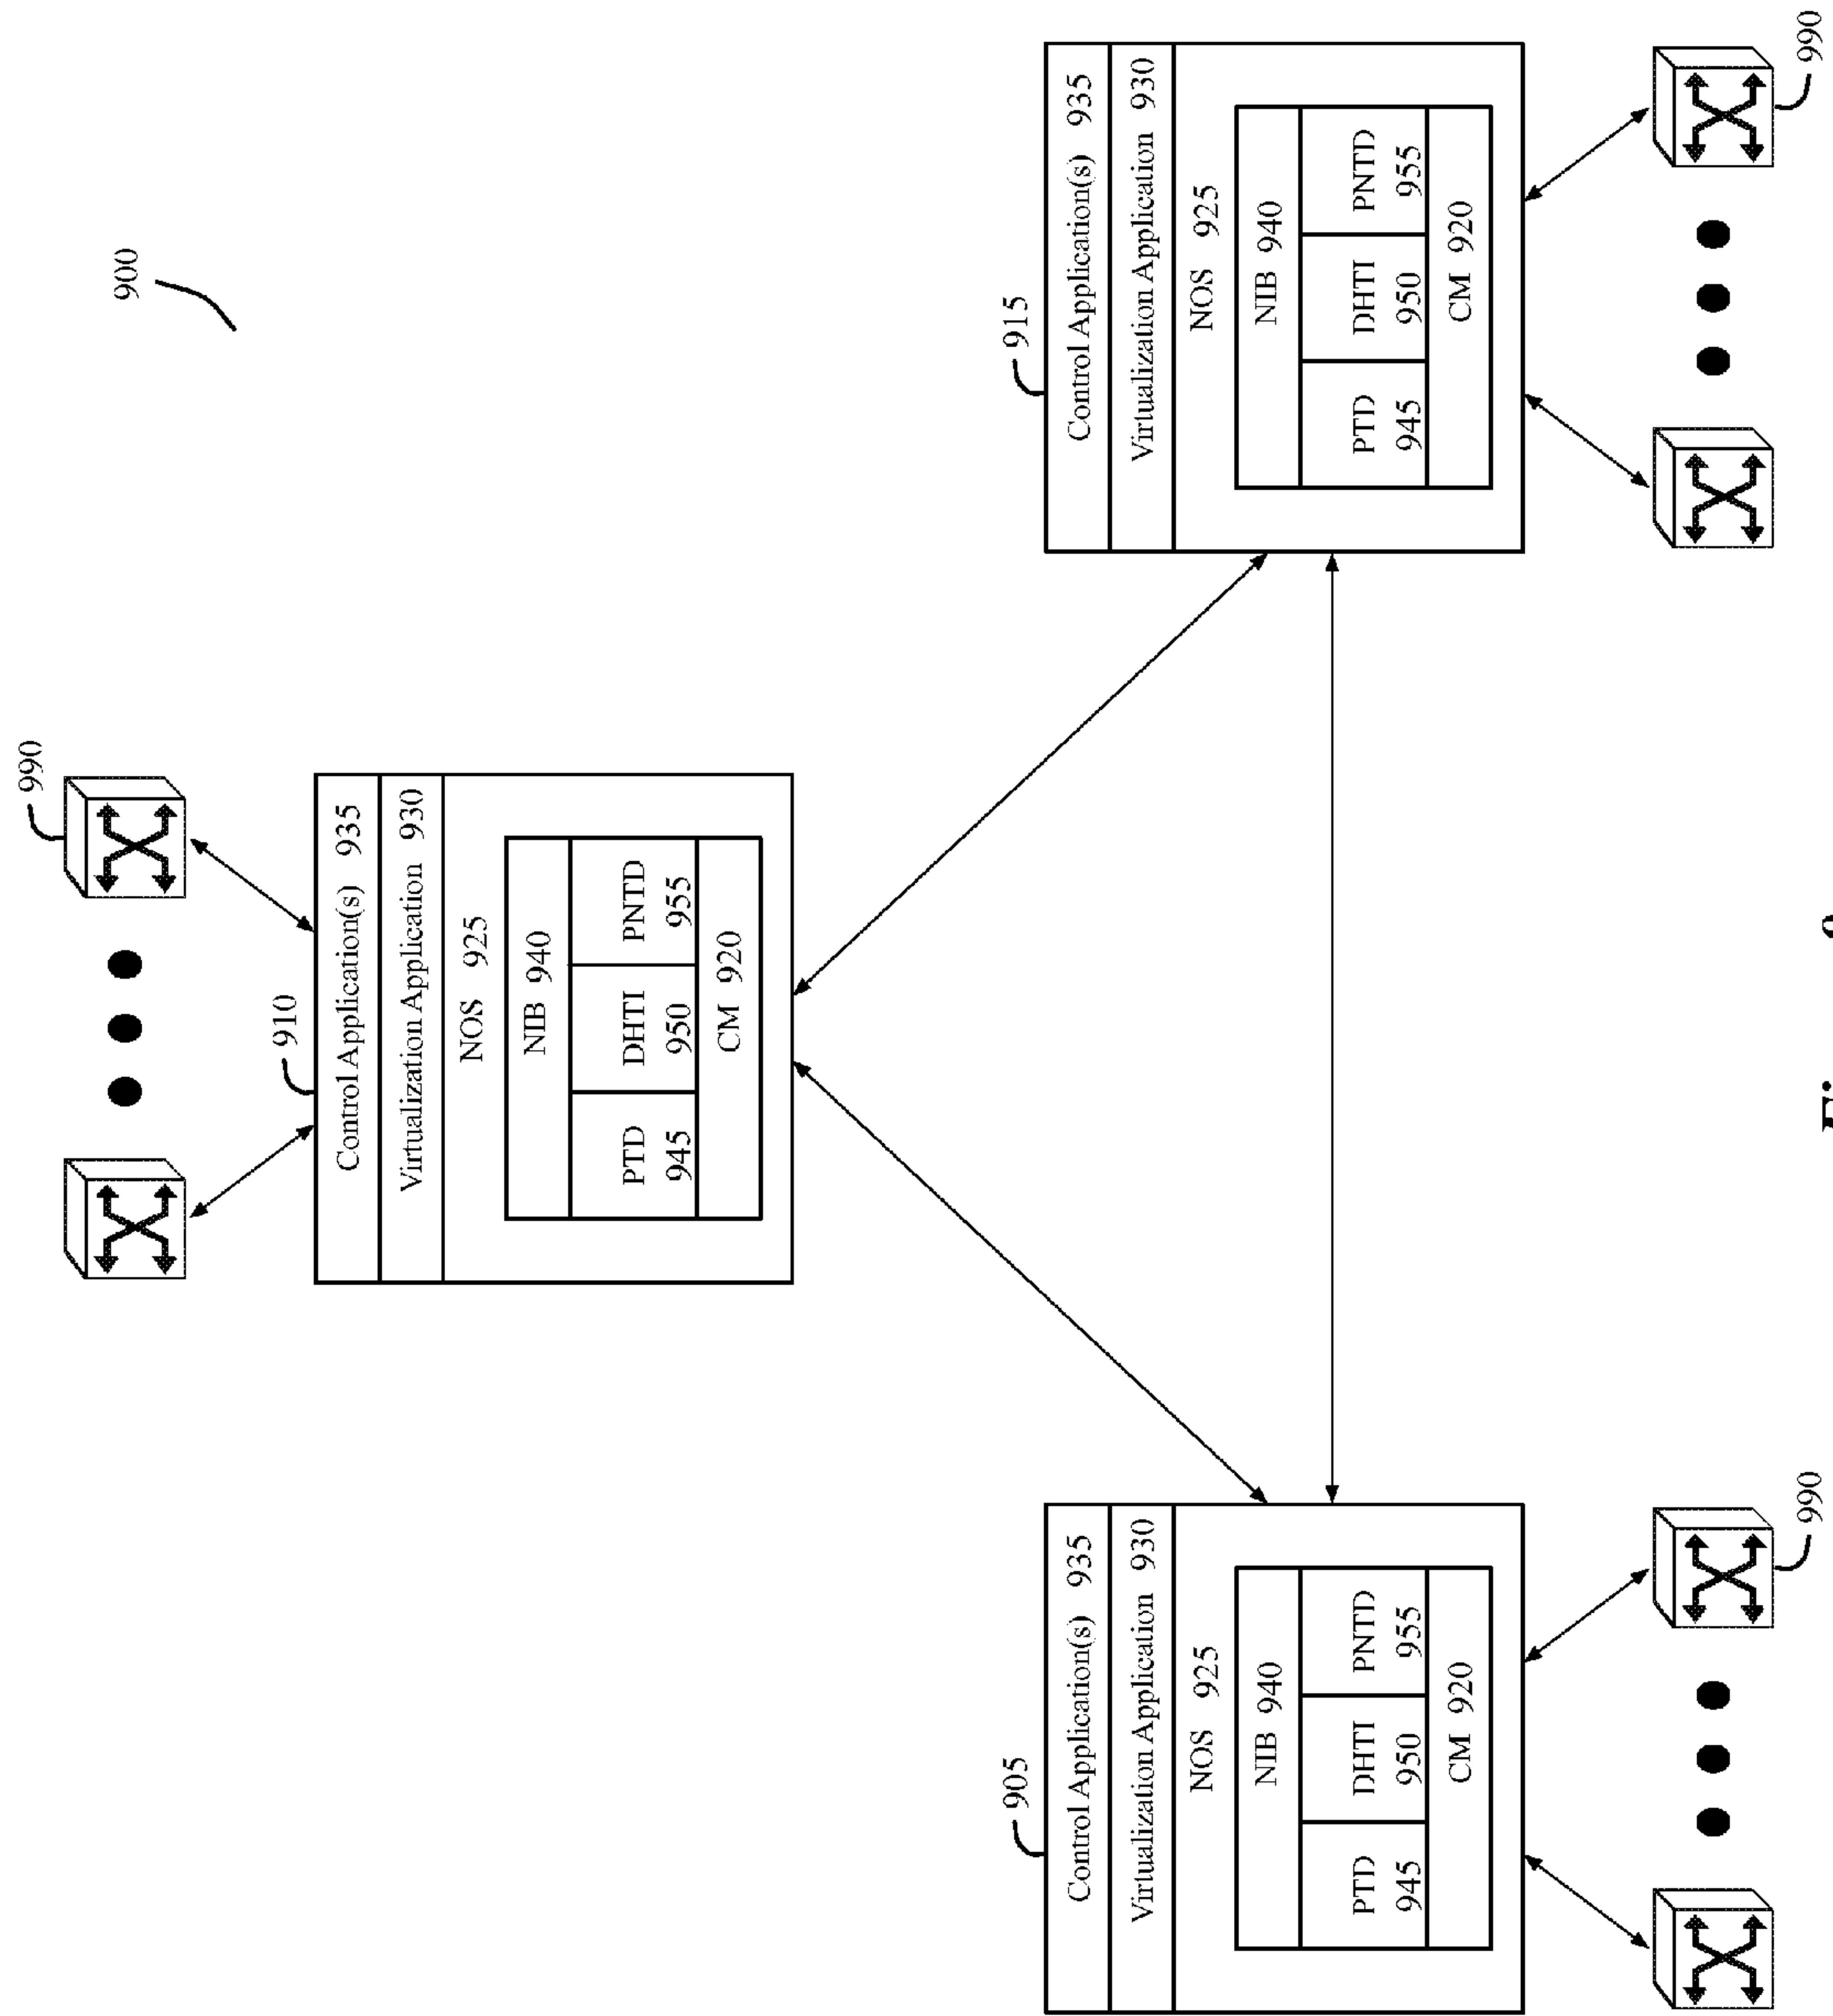 900
990
910
Control Application(s) 935
Virtualization Application 930
NOS 925
NIB 940
PTD 945
DHTI 950
PNTD 955
CM 920
905
Control Application(s) 935
Virtualization Application 930
NOS 925
NIB 940
PTD 945
DHTI 950
PNTD 955
CM 920
990
915
Control Application(s) 935
Virtualization Application 930
NOS 925
NIB 940
PTD 945
DHTI 950
PNTD 955
CM 920
990